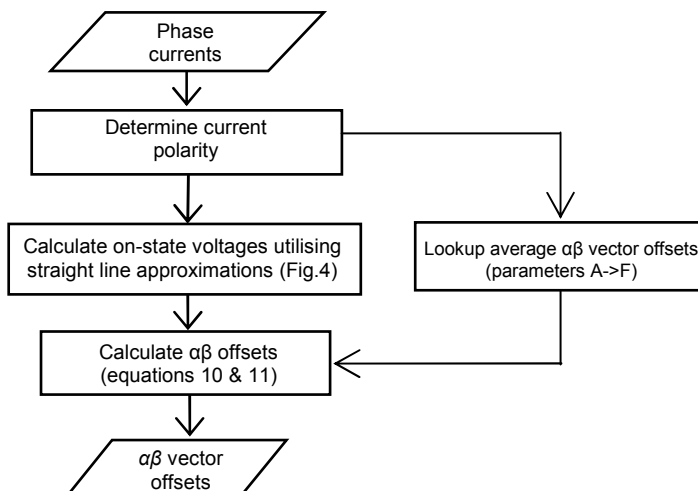 Phase
currents
Determine current
polarity
Calculate on-state voltages utilising
straight line approximations (Fig.4)
Lookup average αβ vector offsets
(parameters A->F)
Calculate αβ offsets
(equations 10 & 11)
αβ vector
offsets